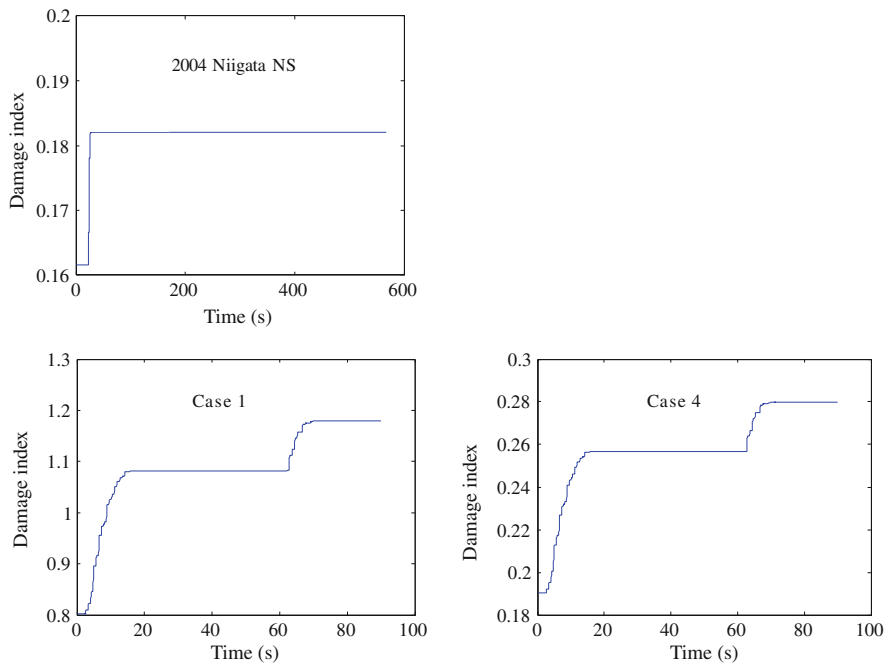 0.2
2004 Niigata NS
0.19
0.18
0.17
0.16
Damage index
0 200 400 600
Time (s)
1.3
Case 1
1.2
1.1
1
0.9
0.8
Damage index
0 20 40 60 80 100
Time (s)
0.3
Case 4
0.28
0.26
0.24
0.22
0.2
0.18
Damage index
0 20 40 60 80 100
Time (s)